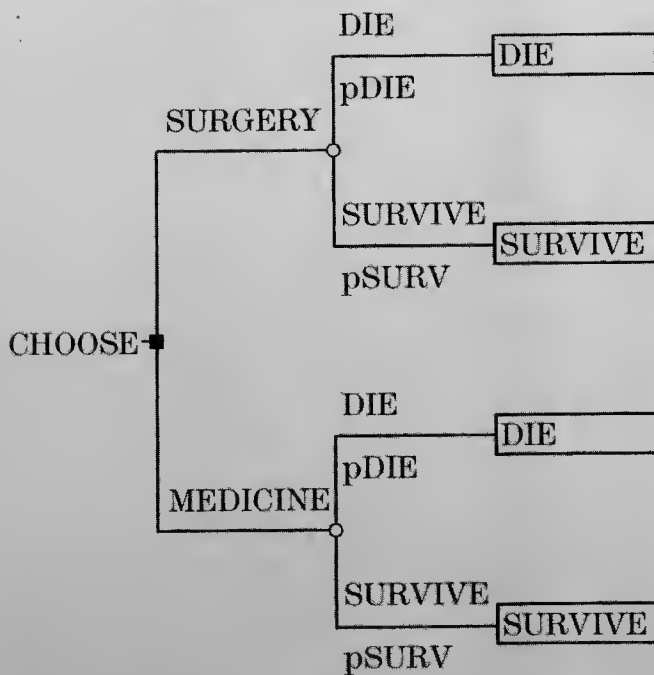 DIE
DIE
pDIE
SURGERY
SURVIVE
SURVIVE
pSURV
CHOOSE
DIE
DIE
pDIE
MEDICINE
SURVIVE
SURVIVE
pSURV